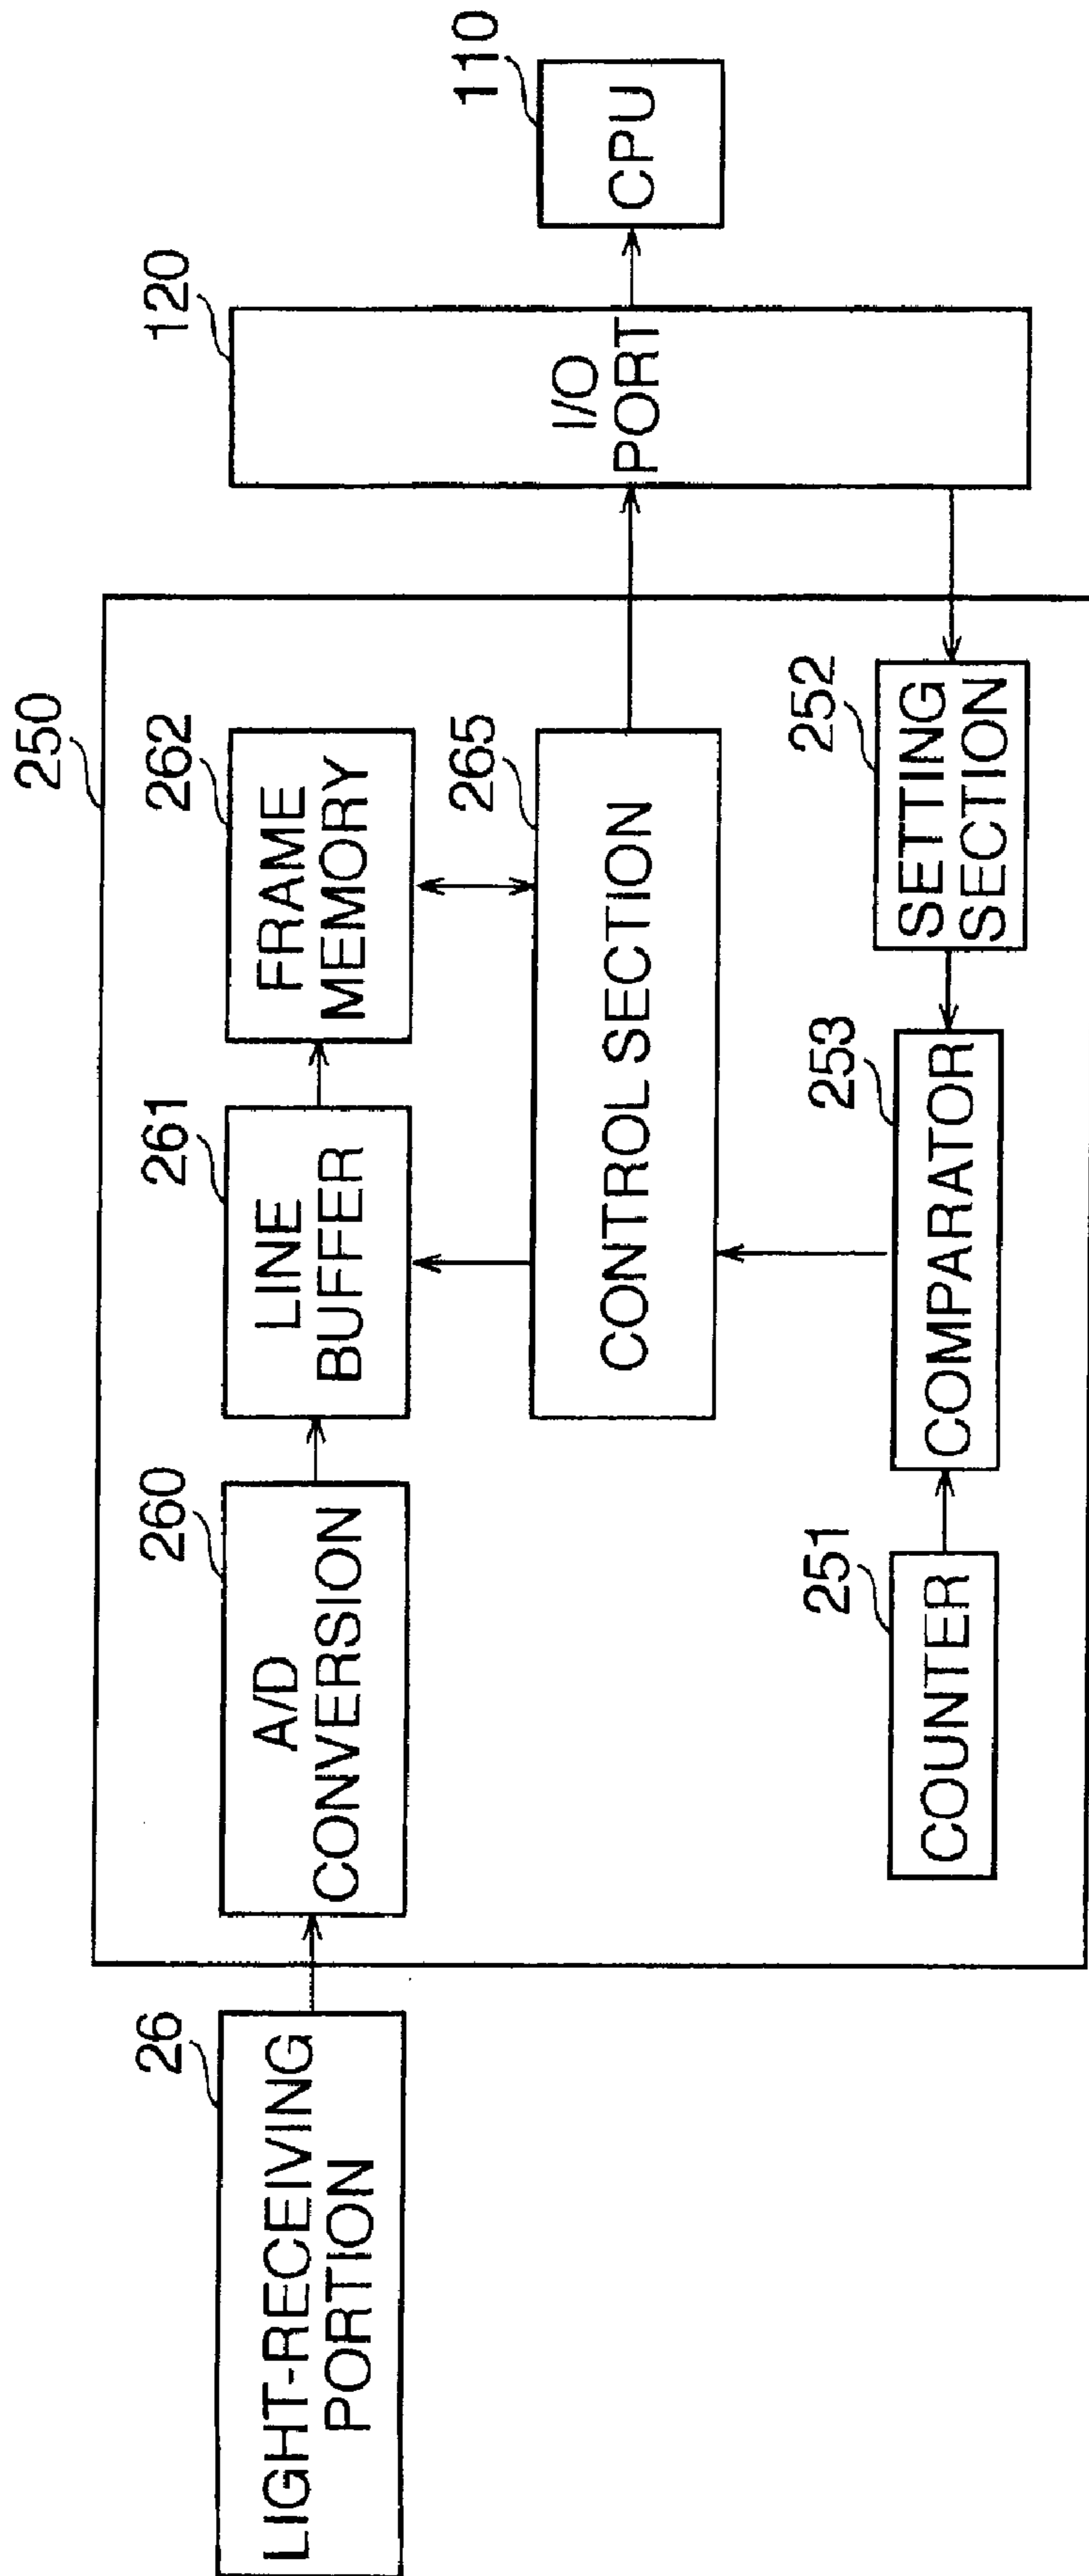 26
LIGHT-RECEIVING
PORTION
250
260
A/D
CONVERSION
261
LINE
BUFFER
262
FRAME
MEMORY
265
CONTROL SECTION
251
COUNTER
253
COMPARATOR
252
SETTING
SECTION
120
I/O
PORT
110
CPU